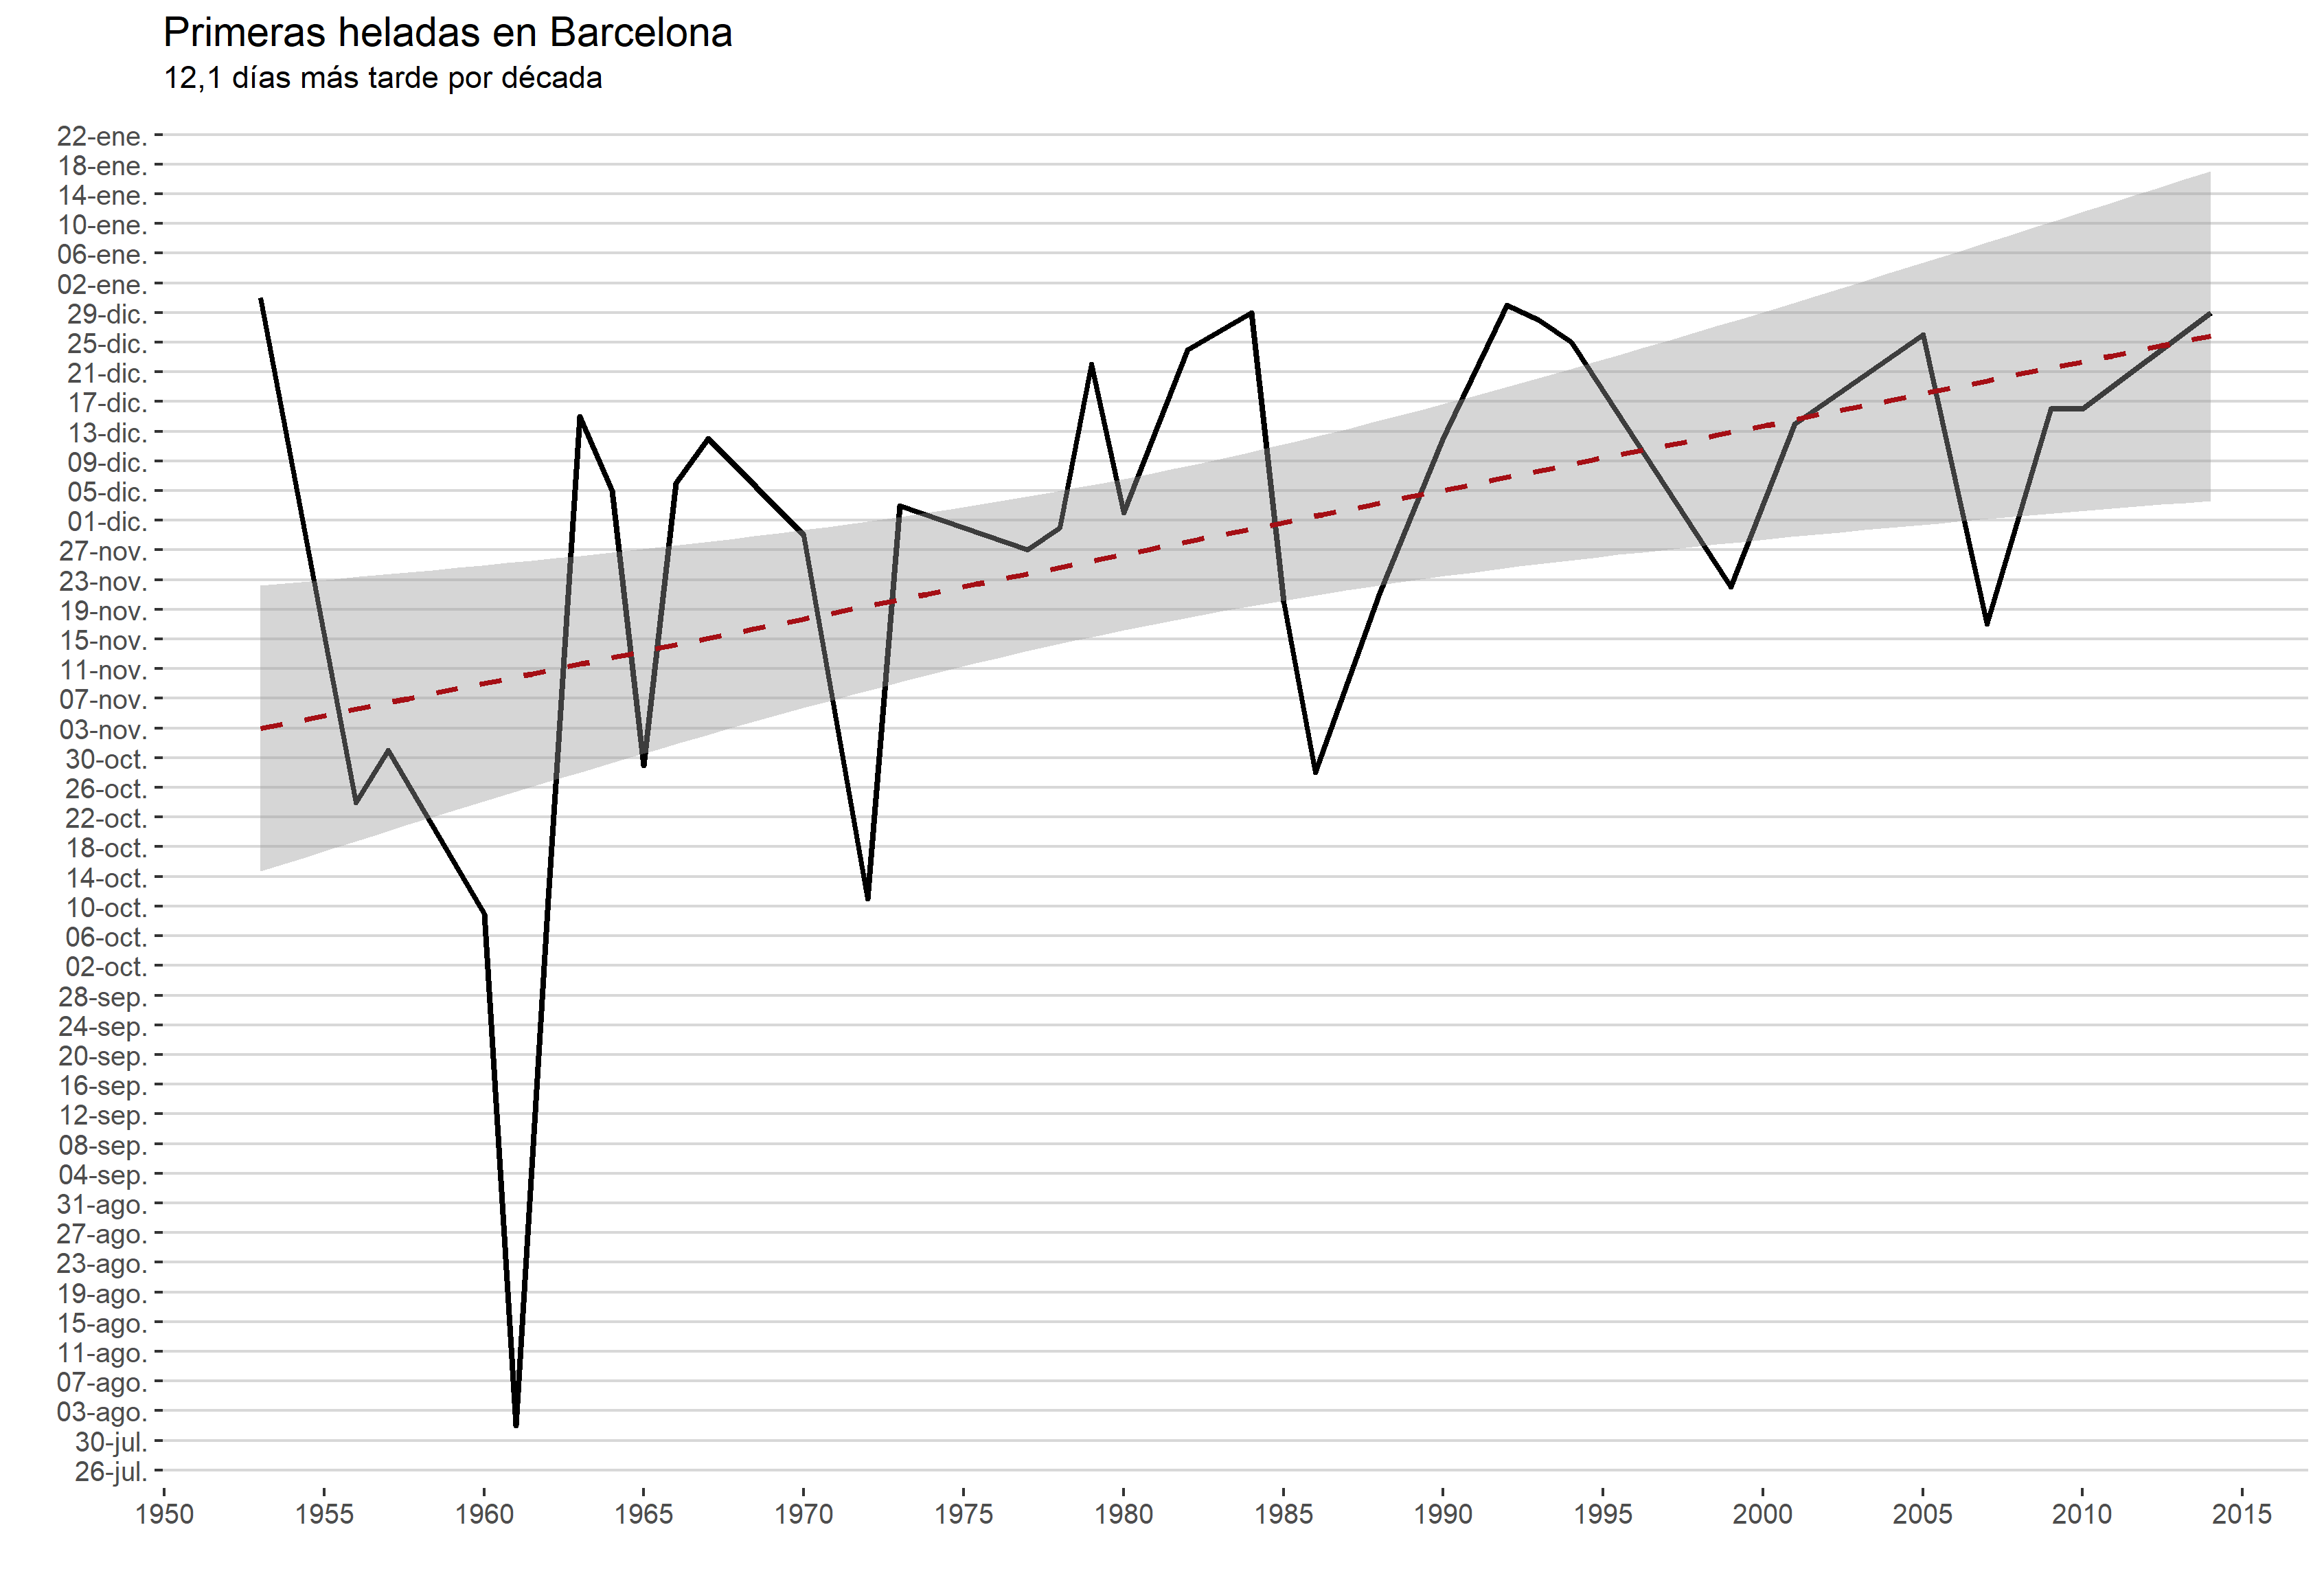 Primeras heladas en Barcelona
12,1 días más tarde por década
22-ene.
18-ene.
14-ene.
10-ene.
06-ene.
02-ene.
29-dic.
25-dic.
21-dic.
17-dic.
13-dic.
09-dic.
05-dic.
01-dic.
27-nov.
23-nov.
19-nov.
15-nov.
11-nov.
07-nov.
03-nov.
30-oct.
26-oct.
22-oct.
18-oct.
14-oct.
10-oct.
06-oct.
02-oct.
28-sep.
24-sep.
20-sep.
16-sep.
12-sep.
08-sep.
04-sep.
31-ago.
27-ago.
23-ago.
19-ago.
15-ago.
11-ago.
07-ago.
03-ago.
30-jul.
26-jul.
1950 1955 1960 1965 1970 1975 1980 1985 1990 1995 2000 2005 2010 2015